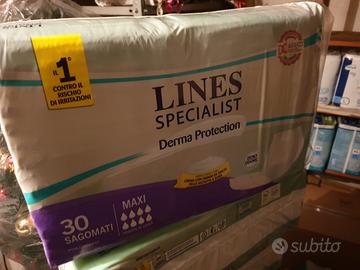 IL 1°
CONTRO IL
RISCHIO
DI IRRITAZIONI
LINES
SPECIALIST
Derma Protection
MAXI
30
SAGOMATI
subito